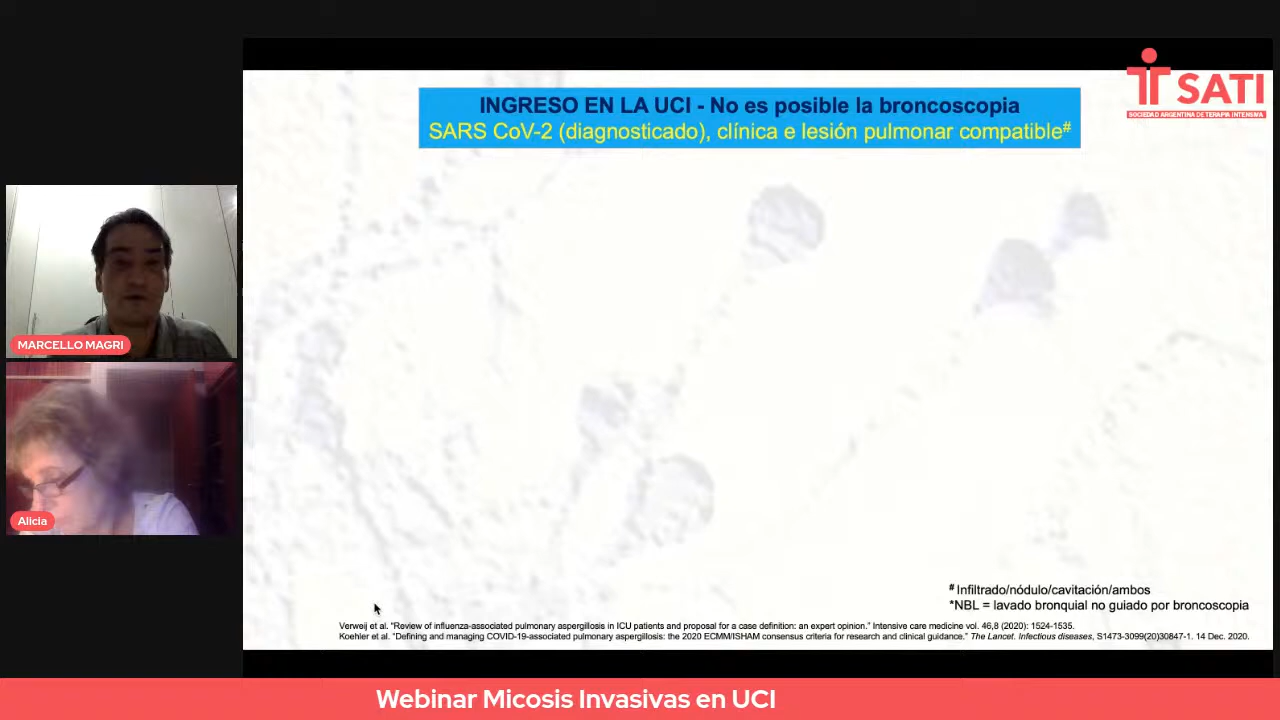 INGRESO EN LA UCI - No es posible la broncoscopia
SARS CoV-2 (diagnosticado), clínica e lesión pulmonar compatible#
SATI
SOCIEDAD ARGENTINA DE TERAPIA INTENSIVA
MARCELLO MAGRI
Alicia
# Infiltrado/nódulo/cavitación/ambos
*NBL = lavado bronquial no guiado por broncoscopia
Verweij et al. "Review of influenza-associated pulmonary aspergillosis in ICU patients and proposal for a case definition: an expert opinion." Intensive care medicine vol. 46,8 (2020): 1524-1535.
Koehler et al. "Defining and managing COVID-19-associated pulmonary aspergillosis: the 2020 ECMM/ISHAM consensus criteria for research and clinical guidance." The Lancet. Infectious diseases, S1473-3099(20)30847-1. 14 Dec. 2020.
Webinar Micosis Invasivas en UCI